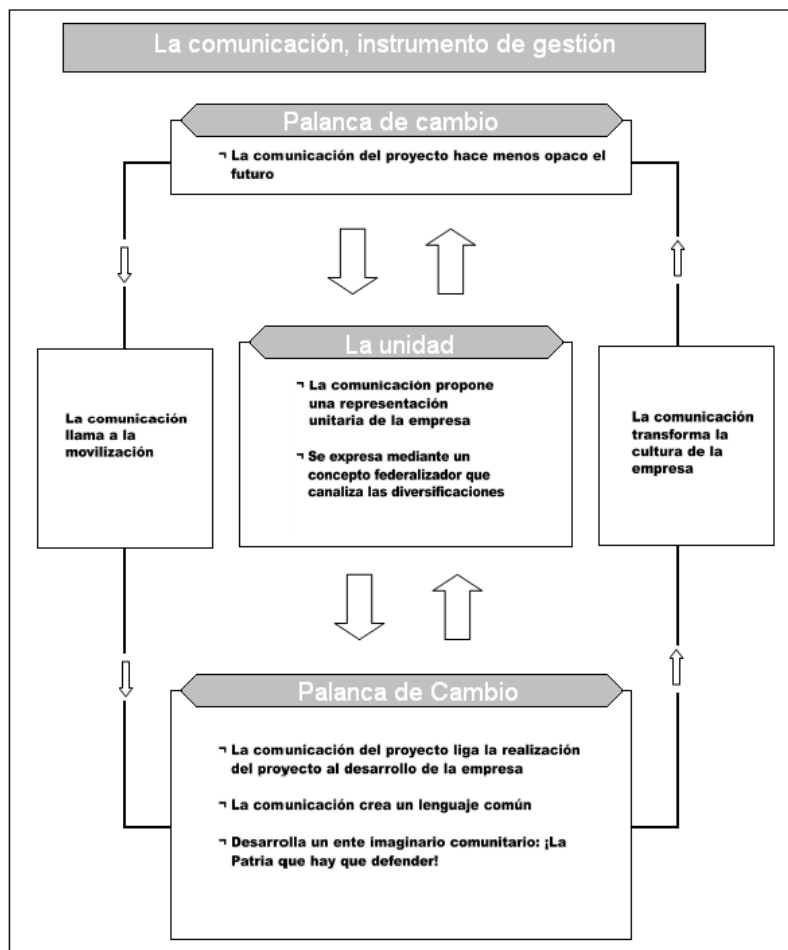 La comunicación, instrumento de gestión
Palanca de cambio
¬ La comunicación del proyecto hace menos opaco el
futuro
La unidad
¬ La comunicación propone
una representación
unitaria de la empresa
¬ Se expresa mediante un
concepto federalizador que
canaliza las diversificaciones
La comunicación
llama a la
movilización
La comunicación
transforma la
cultura de la
empresa
Palanca de Cambio
¬ La comunicación del proyecto liga la realización
del proyecto al desarrollo de la empresa
¬ La comunicación crea un lenguaje común
¬ Desarrolla un ente imaginario comunitario: ¡La
Patria que hay que defender!